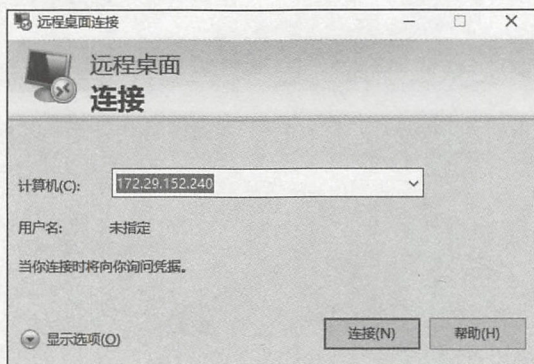 远程桌面连接
远程桌面
连接
计算机(C): 172.29.152.240
用户名: 未指定
当你连接时将向你询问凭据。
显示选项(O) 连接(N) 帮助(H)